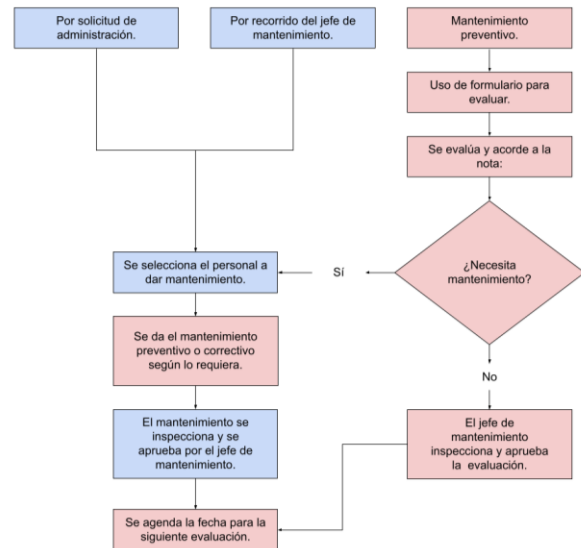 Por solicitud de
administración.
Por recorrido del jefe de
mantenimiento.
Mantenimiento
preventivo.
Uso de formulario para
evaluar.
Se evalúa y acorde a la
nota:
¿Necesita
mantenimiento?
Sí
Se selecciona el personal a
dar mantenimiento.
Se da el mantenimiento
preventivo o correctivo
según lo requiera.
No
El mantenimiento se
inspecciona y se
aprueba por el jefe de
mantenimiento.
El jefe de
mantenimiento
inspecciona y aprueba
la evaluación.
Se agenda la fecha para la
siguiente evaluación.